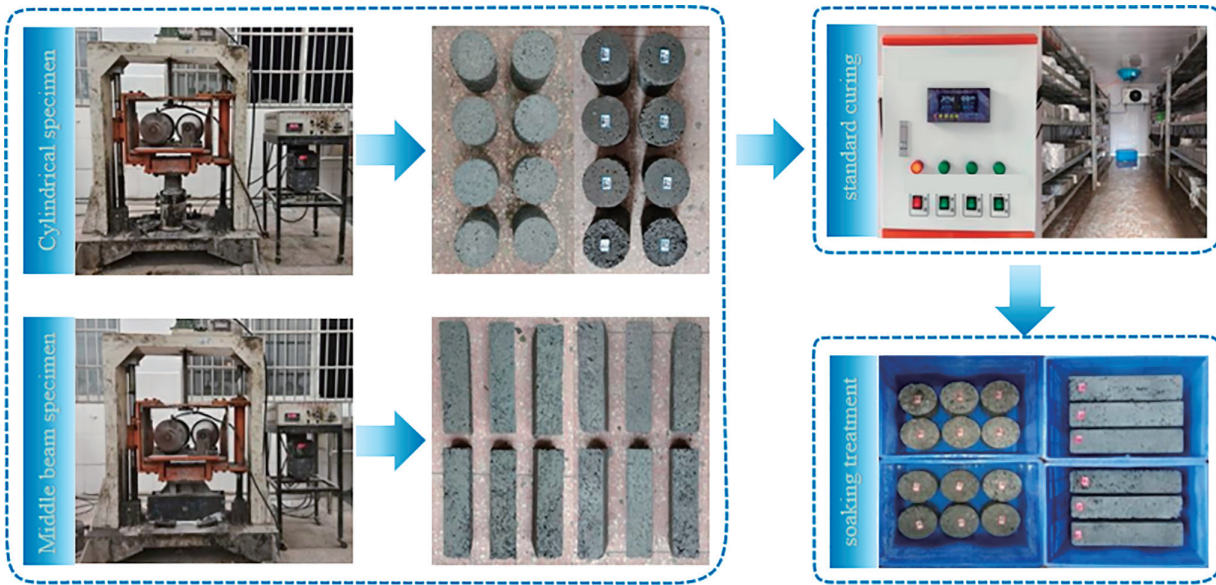 Cylindrical specimen
standard curing
Middle beam specimen
soaking treatment